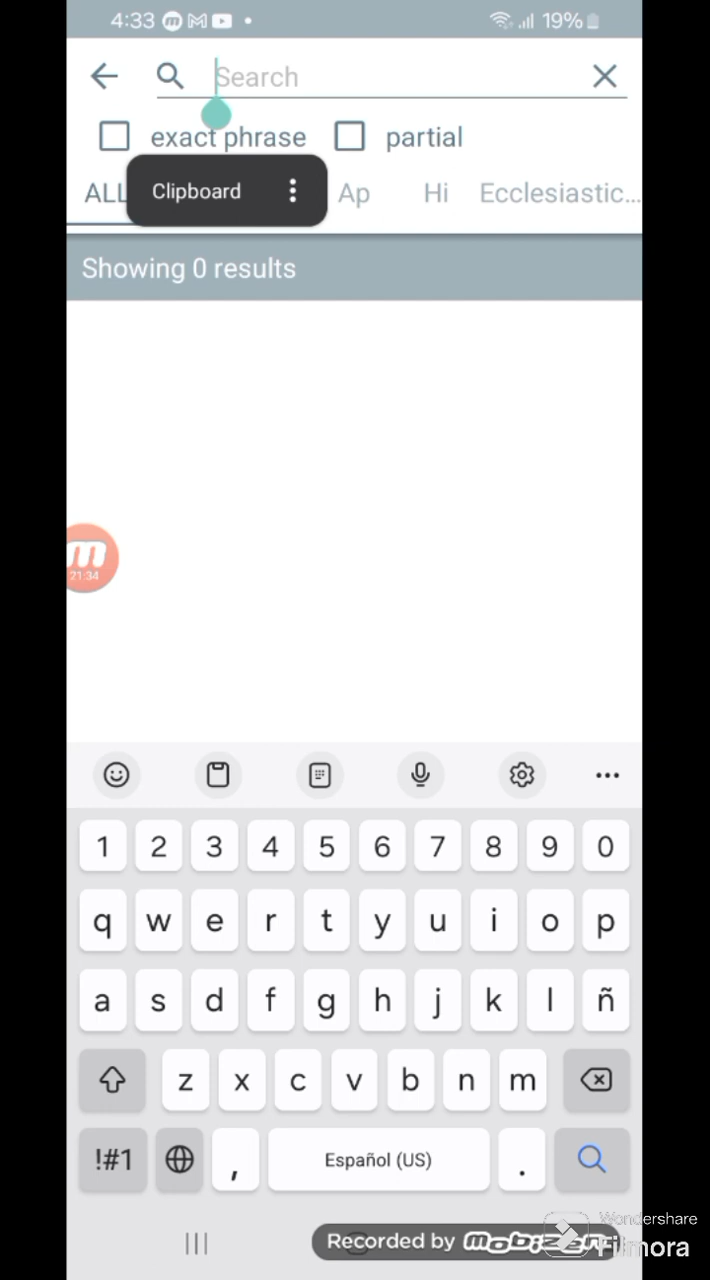 4:33 19%
Search
exact phrase partial
ALL Ap Hi Ecclesiastic...
Clipboard
Showing 0 results
m
21:34
1 2 3 4 5 6 7 8 9 0
q w e r t y u i o p
a s d f g h j k l ñ
z x c v b n m
!#1 , Español (US) .
Recorded by mobizen
Wondershare
Filmora